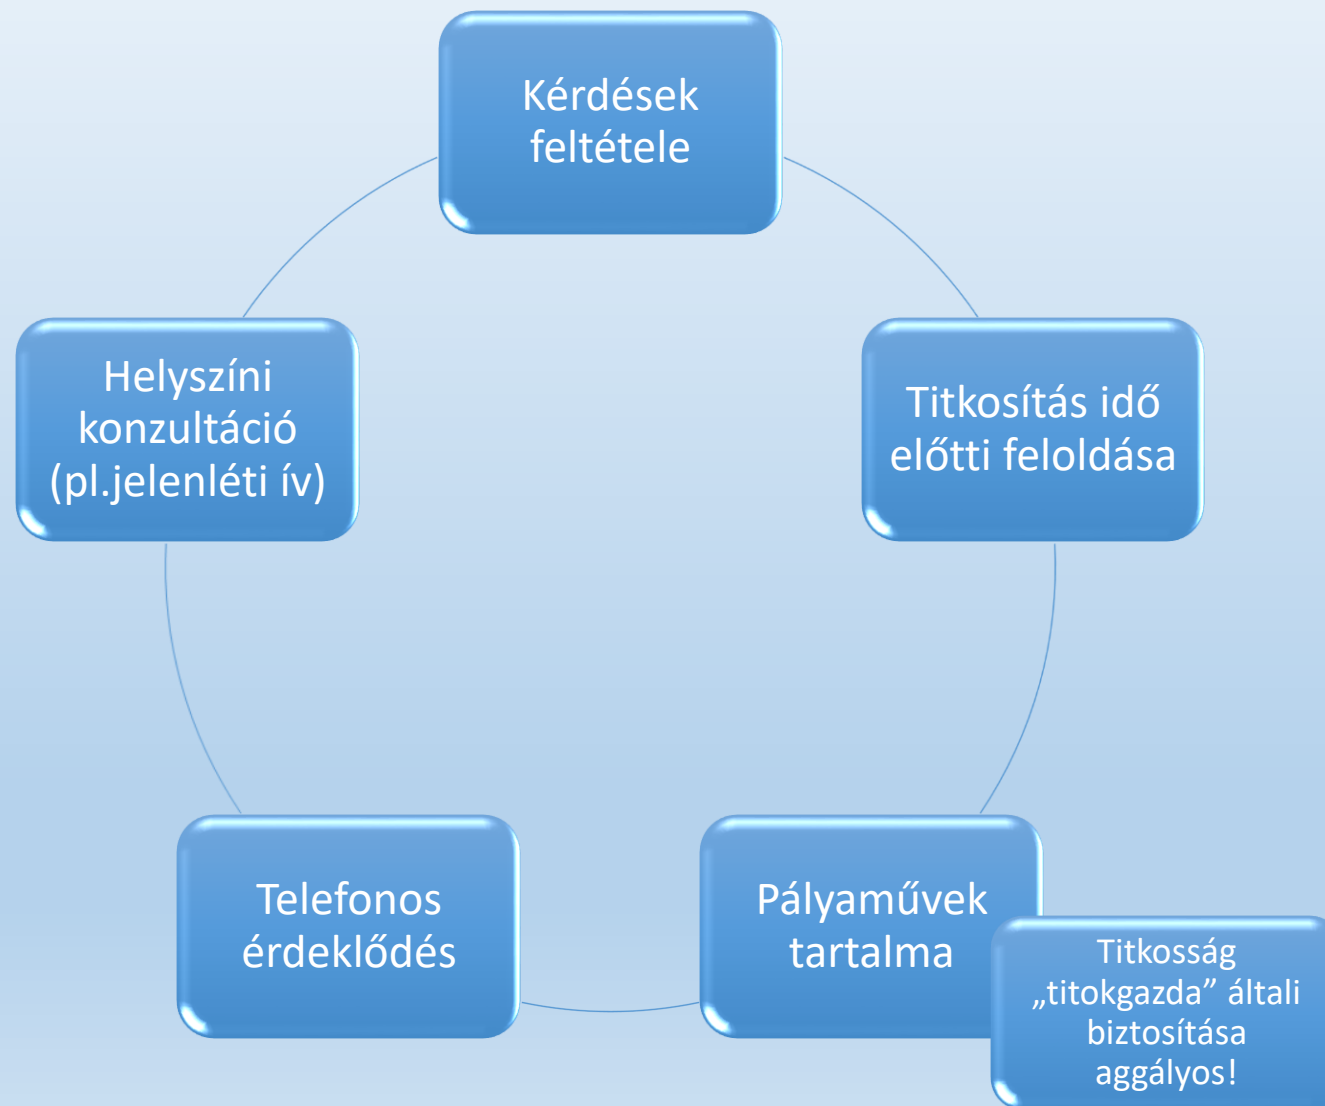 Kérdések
feltétele
Titkosítás idő
előtti feloldása
Pályaművek
tartalma
Titkosság
„titokgazda” általi
biztosítása
aggályos!
Telefonos
érdeklődés
Helyszíni
konzultáció
(pl.jelenléti ív)